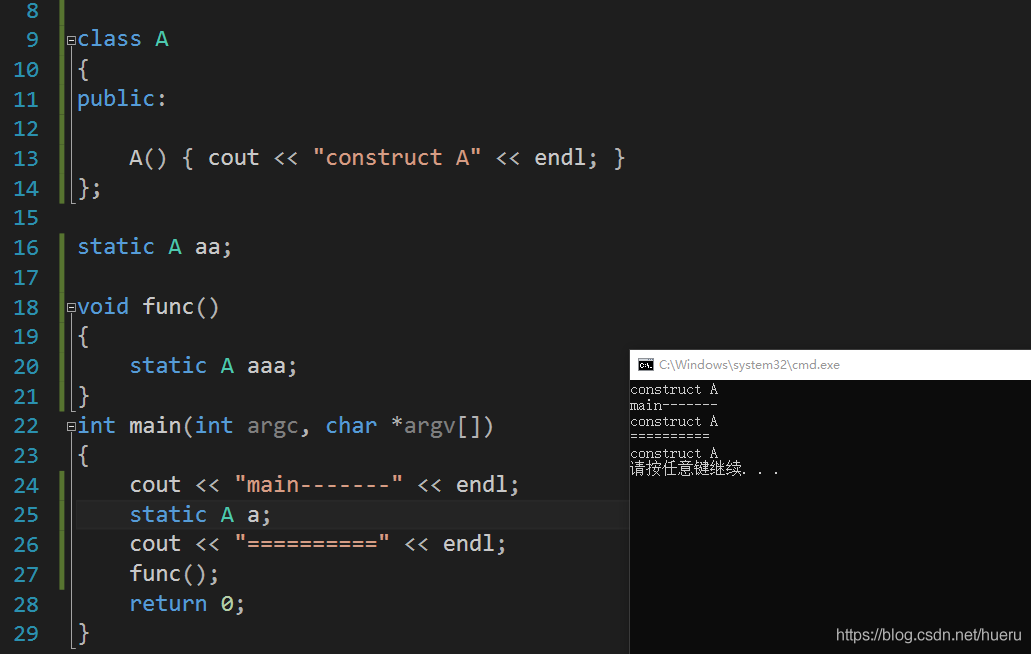 8
9 class A
10 {
11 public:
12
13 A() { cout << "construct A" << endl; }
14 };
15
16 static A aa;
17
18 void func()
19 {
20 static A aaa;
21 }
22 int main(int argc, char *argv[])
23 {
24 cout << "main-------" << endl;
25 static A a;
26 cout << "==========" << endl;
27 func();
28 return 0;
29 }
C:\Windows\system32\cmd.exe
construct A
main-------
construct A
==========
construct A
请按任意键继续. . .
https://blog.csdn.net/hueru